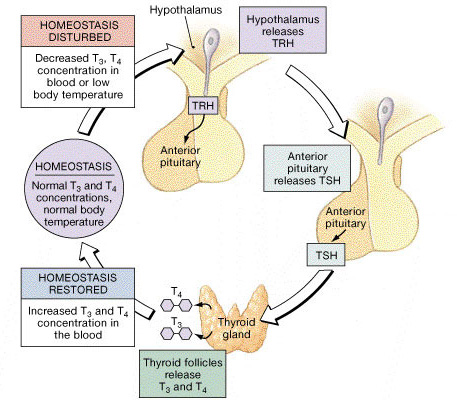 HOMEOSTASIS
DISTURBED
Decreased T3, T4
concentration in
blood or low
body temperature
Hypothalamus
Hypothalamus
releases
TRH
TRH
Anterior
pituitary
Anterior
pituitary
releases TSH
Anterior
pituitary
TSH
HOMEOSTASIS
Normal T3 and T4
concentrations,
normal body
temperature
HOMEOSTASIS
RESTORED
Increased T3 and T4
concentration in
the blood
T4
T3
Thyroid
gland
Thyroid follicles
release
T3 and T4